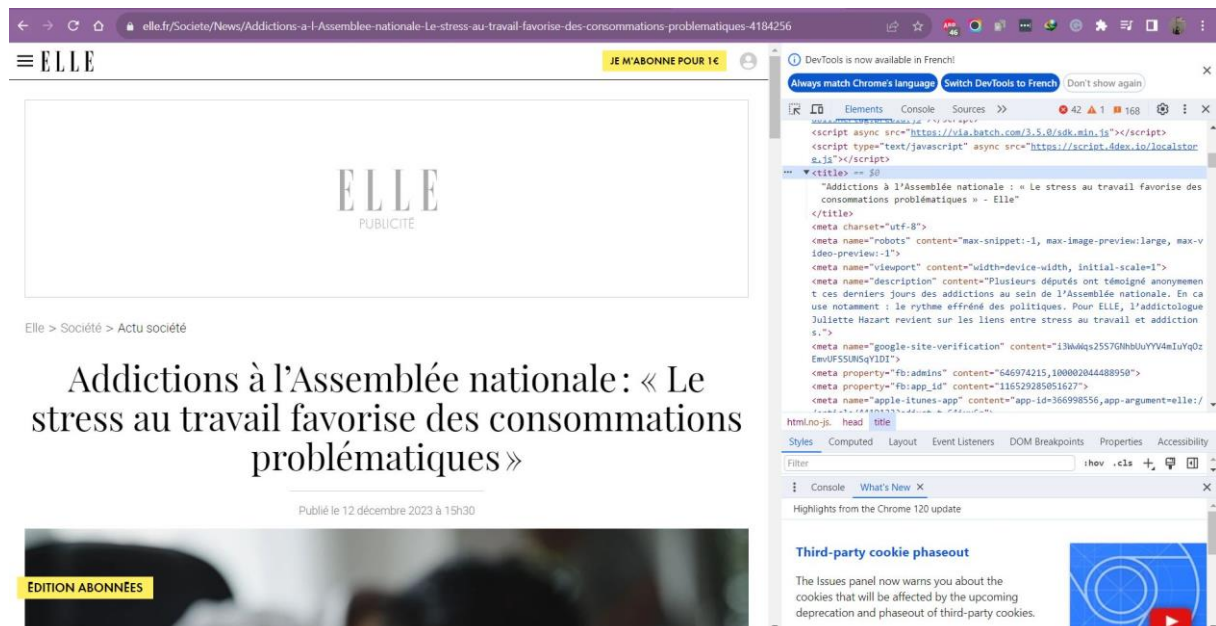 elle.fr/Societe/News/Addictions-a-l-Assemblee-nationale-Le-stress-au-travail-favorise-des-consommations-problematiques-4184256
46
ELLE
JE M'ABONNE POUR 1€
ELLE
PUBLICITÉ
Elle > Société > Actu société
Addictions à l'Assemblée nationale : « Le
stress au travail favorise des consommations
problématiques »
Publié le 12 décembre 2023 à 15h30
ÉDITION ABONNÉES
DevTools is now available in French!
Always match Chrome's language
Switch DevTools to French
Don't show again
Elements Console Sources >> 42 1 168
<script async src="https://via.batch.com/3.5.0/sdk.min.js"></script>
<script type="text/javascript" async src="https://script.4dex.io/localstor
e.js"></script>
<title> == $0
"Addictions à l'Assemblée nationale : « Le stress au travail favorise des
consommations problématiques » - Elle"
</title>
<meta charset="utf-8">
<meta name="robots" content="max-snippet:-1, max-image-preview:large, max-v
ideo-preview:-1">
<meta name="viewport" content="width=device-width, initial-scale=1">
<meta name="description" content="Plusieurs députés ont témoigné anonymemen
t ces derniers jours des addictions au sein de l'Assemblée nationale. En ca
use notamment : le rythme effréné des politiques. Pour ELLE, l'addictologue
Juliette Hazart revient sur les liens entre stress au travail et addiction
s.">
<meta name="google-site-verification" content=
<meta property="fb:admins" content="646974215,100002044488950">
<meta property="fb:app_id" content="116529285051627">
<meta name="apple-itunes-app" content="app-id=366998556,app-argument=elle:/
html.no-js. head title
Styles Computed Layout Event Listeners DOM Breakpoints Properties Accessibility
Filter :hov .cls +
Console What's New ×
Highlights from the Chrome 120 update
Third-party cookie phaseout
The Issues panel now warns you about the
cookies that will be affected by the upcoming
deprecation and phaseout of third-party cookies.